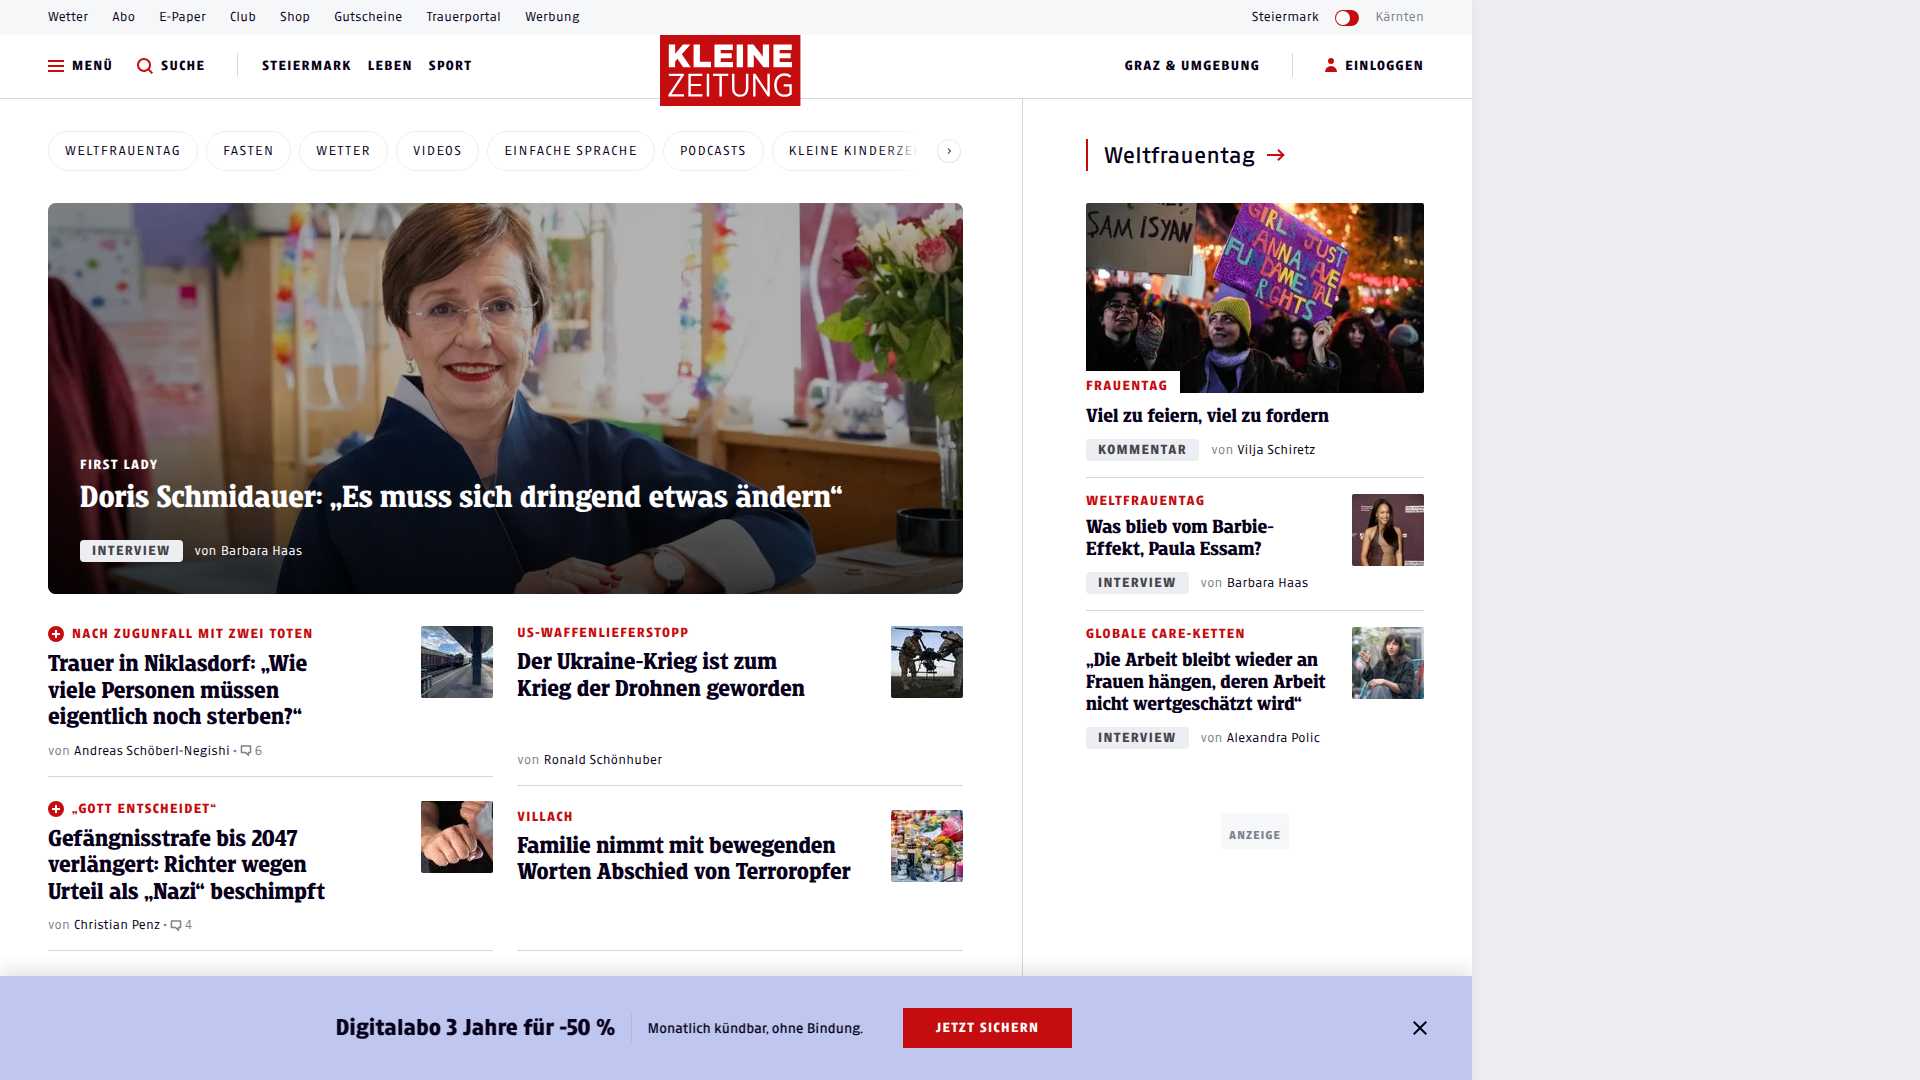 Wetter Abo E-Paper Club Shop Gutscheine Trauerportal Werbung Steiermark Kärnten
MENÜ SUCHE STEIERMARK LEBEN SPORT KLEINE ZEITUNG GRAZ & UMGEBUNG EINLOGGEN
WELTFRAUENTAG FASTEN WETTER VIDEOS EINFACHE SPRACHE PODCASTS KLEINE
FIRST LADY
Doris Schmidauer: „Es muss sich dringend etwas ändern“
INTERVIEW von Barbara Haas
NACH ZUGUNFALL MIT ZWEI TOTEN
Trauer in Niklasdorf: „Wie
viele Personen müssen
eigentlich noch sterben?“
von Andreas Schöberl-Negishi · 6
„GOTT ENTSCHEIDET“
Gefängnisstrafe bis 2047
verlängert: Richter wegen
Urteil als „Nazi“ beschimpft
von Christian Penz · 4
US-WAFFENLIEFERSTOPP
Der Ukraine-Krieg ist zum
Krieg der Drohnen geworden
von Ronald Schönhuber
VILLACH
Familie nimmt mit bewegenden
Worten Abschied von Terroropfer
Weltfrauentag
ŞAM ISYAN
GIRLS JUST
WANNA HAVE
FUNDAMENTAL
RIGHTS
FRAUENTAG
Viel zu feiern, viel zu fordern
KOMMENTAR von Vilja Schiretz
WELTFRAUENTAG
Was blieb vom Barbie-
Effekt, Paula Essam?
INTERVIEW von Barbara Haas
GLOBALE CARE-KETTEN
„Die Arbeit bleibt wieder an
Frauen hängen, deren Arbeit
nicht wertgeschätzt wird“
INTERVIEW von Alexandra Polic
ANZEIGE
Digitalabo 3 Jahre für -50 % Monatlich kündbar, ohne Bindung. JETZT SICHERN